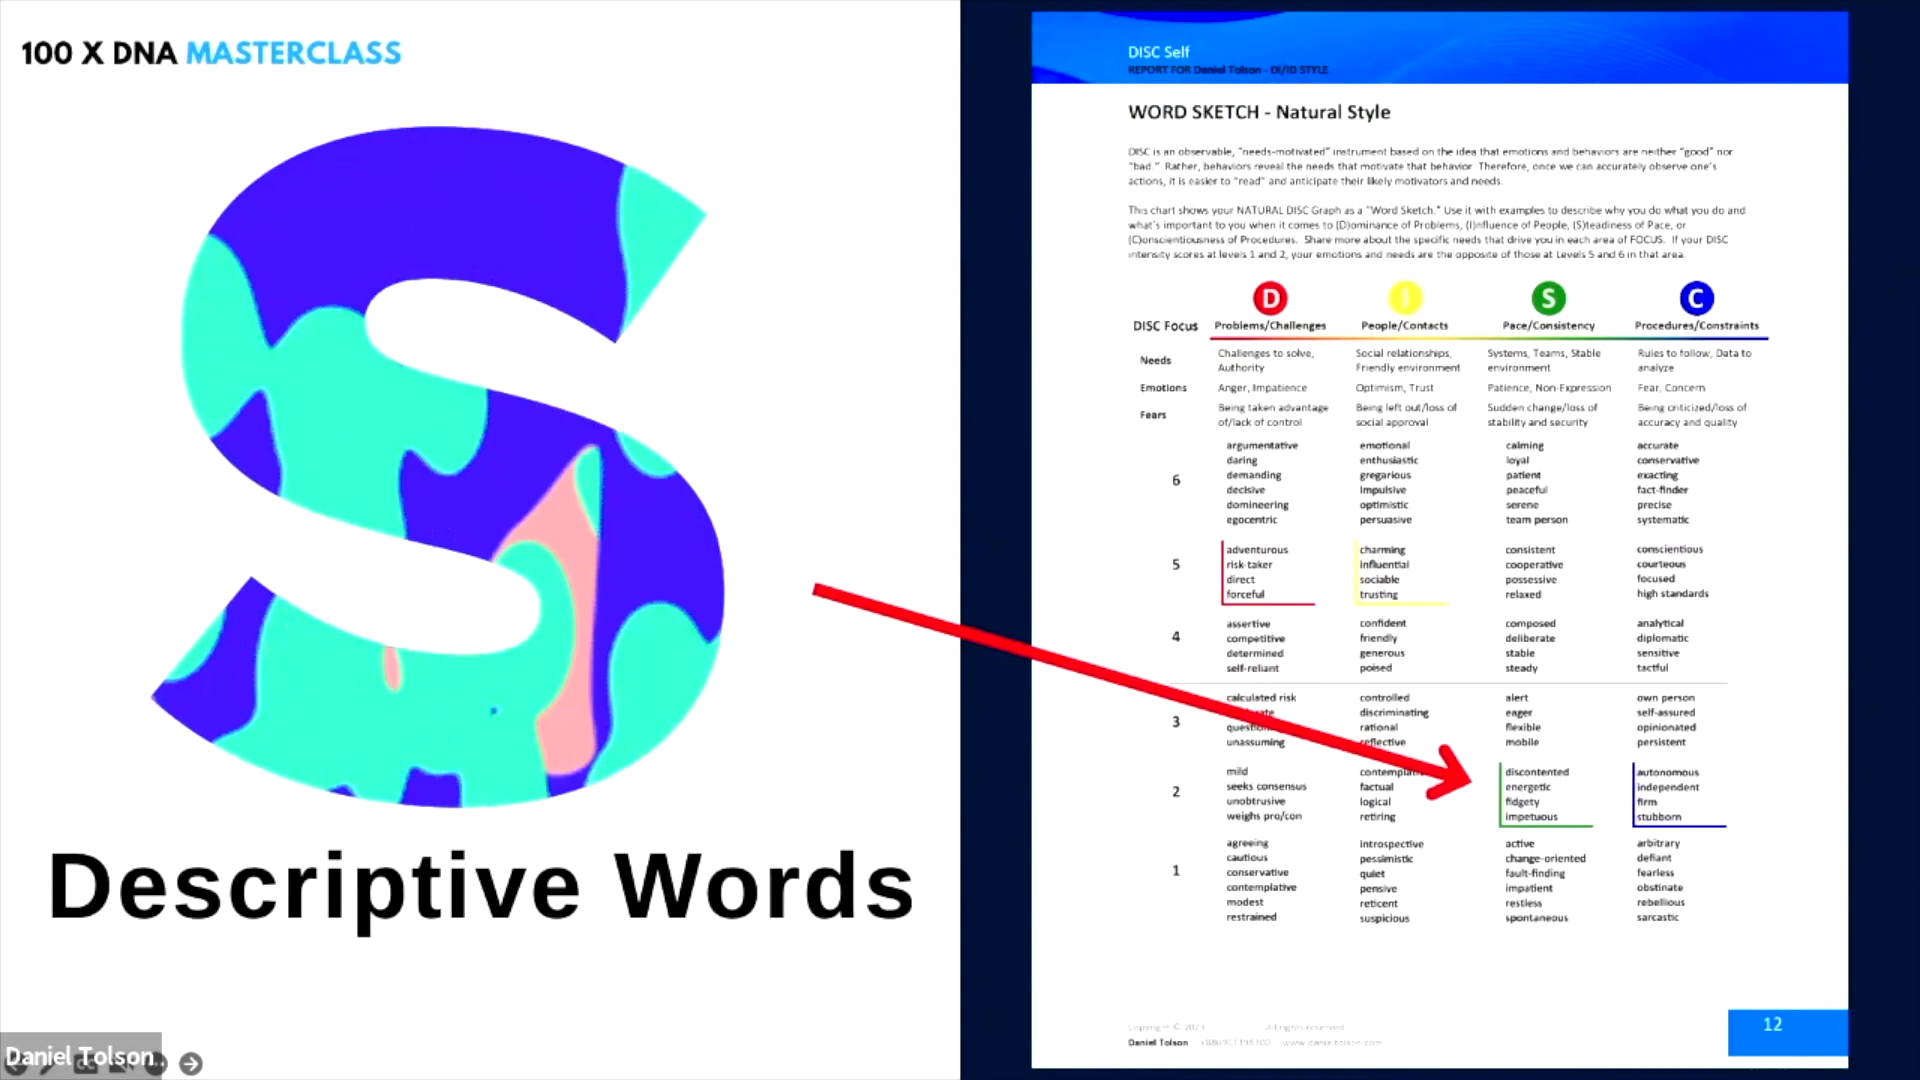 100 X DNA MASTERCLASS
S
Descriptive Words
Daniel Tolson
DISC Self
REPORT FOR Daniel Tolson - DI/ID STYLE
WORD SKETCH - Natural Style
DISC is an observable, "needs-motivated" instrument based on the idea that emotions and behaviors are neither "good" nor
"bad." Rather, behaviors reveal the needs that motivate that behavior. Therefore, once we can accurately observe one's
actions, it is easier to "read" and anticipate their likely motivators and needs.
This chart shows your NATURAL DISC Graph as a "Word Sketch." Use it with examples to describe why you do what you do and
what's important to you when it comes to (D)ominance of Problems, (I)nfluence of People, (S)teadiness of Pace, or
(C)onscientiousness of Procedures. Share more about the specific needs that drive you in each area of FOCUS. If your DISC
intensity scores at levels 1 and 2, your emotions and needs are the opposite of those at Levels 5 and 6 in that area.
D I S C
DISC Focus Problems/Challenges People/Contacts Pace/Consistency Procedures/Constraints
Needs Challenges to solve, Social relationships, Systems, Teams, Stable Rules to follow, Data to
Authority Friendly environment environment analyze
Emotions Anger, Impatience Optimism, Trust Patience, Non-Expression Fear, Concern
Fears Being taken advantage Being left out/loss of Sudden change/loss of Being criticized/loss of
of/lack of control social approval stability and security accuracy and quality
argumentative emotional calming accurate
daring enthusiastic loyal conservative
demanding gregarious patient exacting
6 decisive impulsive peaceful fact-finder
domineering optimistic serene precise
egocentric persuasive team person systematic
adventurous charming consistent conscientious
5 risk-taker influential cooperative courteous
direct sociable possessive focused
forceful trusting relaxed high standards
assertive confident composed analytical
4 competitive friendly deliberate diplomatic
determined generous stable sensitive
self-reliant poised steady tactful
calculated risk controlled alert own person
3 discriminating eager self-assured
rational flexible opinionated
unassuming reflective mobile persistent
mild discontented autonomous
2 seeks consensus factual energetic independent
unobtrusive logical fidgety firm
weighs pro/con retiring impetuous stubborn
agreeing introspective active arbitrary
cautious pessimistic change-oriented defiant
1 conservative quiet fault-finding fearless
contemplative pensive impatient obstinate
modest reticent restless rebellious
restrained suspicious spontaneous sarcastic
All rights reserved
Daniel Tolson
12